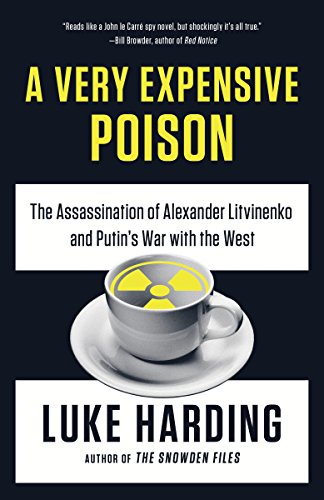 "Reads like a John le Carré spy novel, but shockingly it's all true."
—Bill Browder, author of Red Notice
A VERY EXPENSIVE
POISON
The Assassination of Alexander Litvinenko
and Putin's War with the West
LUKE HARDING
AUTHOR OF THE SNOWDEN FILES